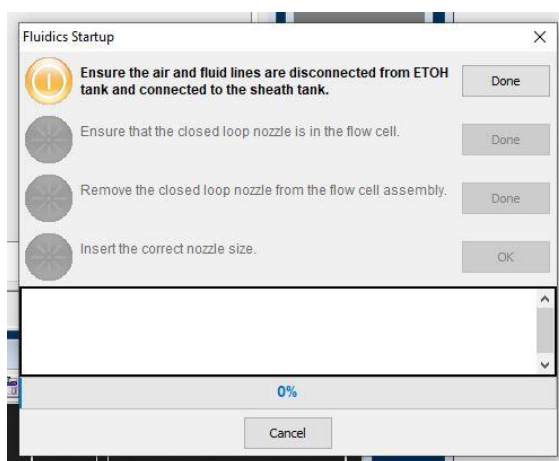 Fluidics Startup
Ensure the air and fluid lines are disconnected from ETOH
tank and connected to the sheath tank.
Done
Ensure that the closed loop nozzle is in the flow cell.
Done
Remove the closed loop nozzle from the flow cell assembly.
Done
Insert the correct nozzle size.
OK
0%
Cancel